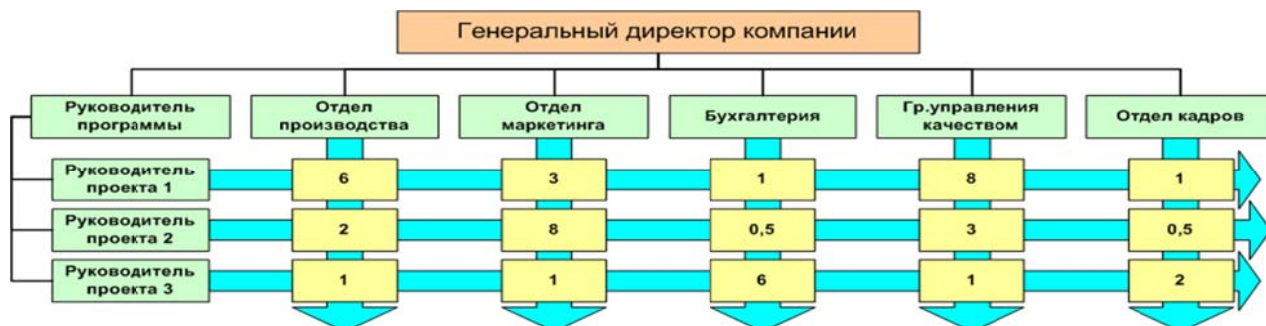 Генеральный директор компании
Руководитель
программы
Отдел
производства
Отдел
маркетинга
Бухгалтерия
Гр.управления
качеством
Отдел кадров
Руководитель
проекта 1
6
3
1
8
1
Руководитель
проекта 2
2
8
0,5
3
0,5
Руководитель
проекта 3
1
1
6
1
2